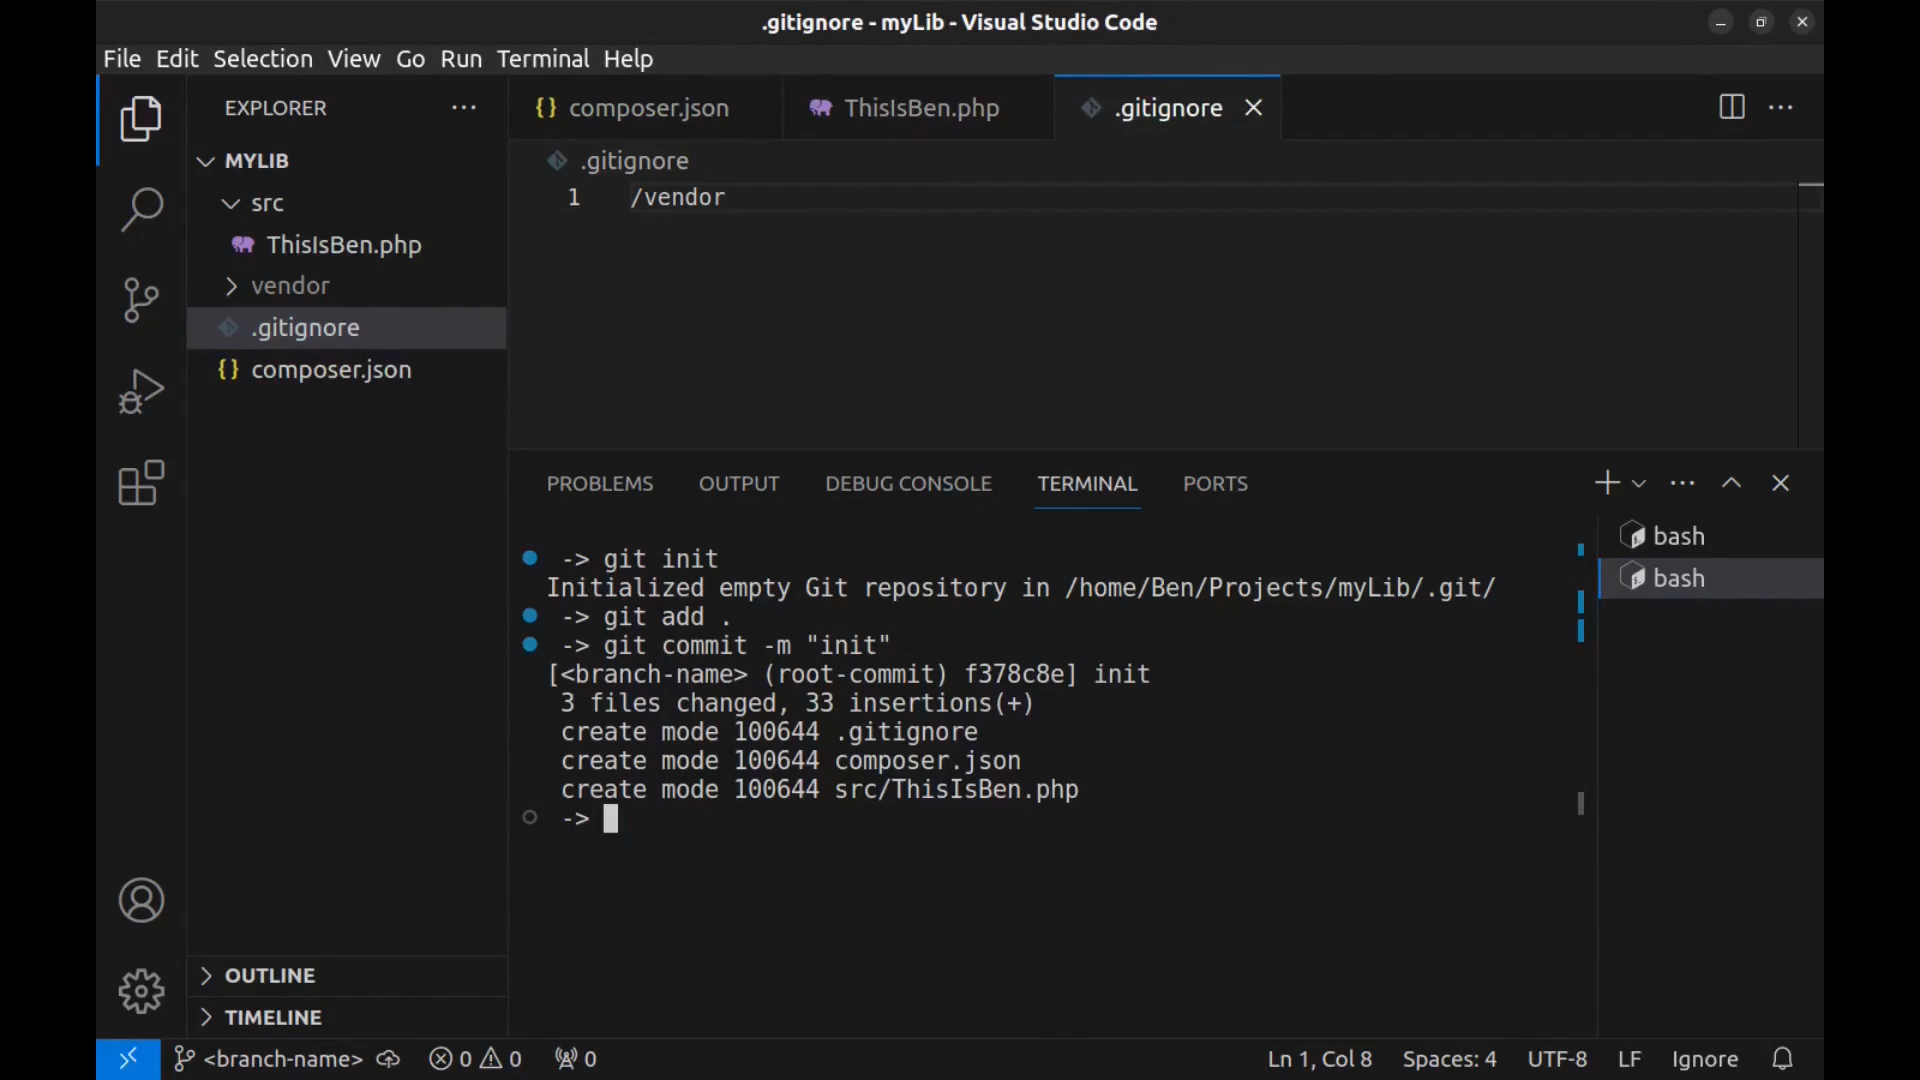 .gitignore - myLib - Visual Studio Code
File Edit Selection View Go Run Terminal Help
EXPLORER
MYLIB
src
ThisIsBen.php
vendor
.gitignore
{} composer.json
OUTLINE
TIMELINE
{} composer.json
ThisIsBen.php
.gitignore
.gitignore
1 /vendor
PROBLEMS OUTPUT DEBUG CONSOLE TERMINAL PORTS
bash
bash
-> git init
Initialized empty Git repository in /home/Ben/Projects/myLib/.git/
-> git add .
-> git commit -m "init"
[<branch-name> (root-commit) f378c8e] init
3 files changed, 33 insertions(+)
create mode 100644 .gitignore
create mode 100644 composer.json
create mode 100644 src/ThisIsBen.php
->
<branch-name> 0 0 0 Ln 1, Col 8 Spaces: 4 UTF-8 LF Ignore